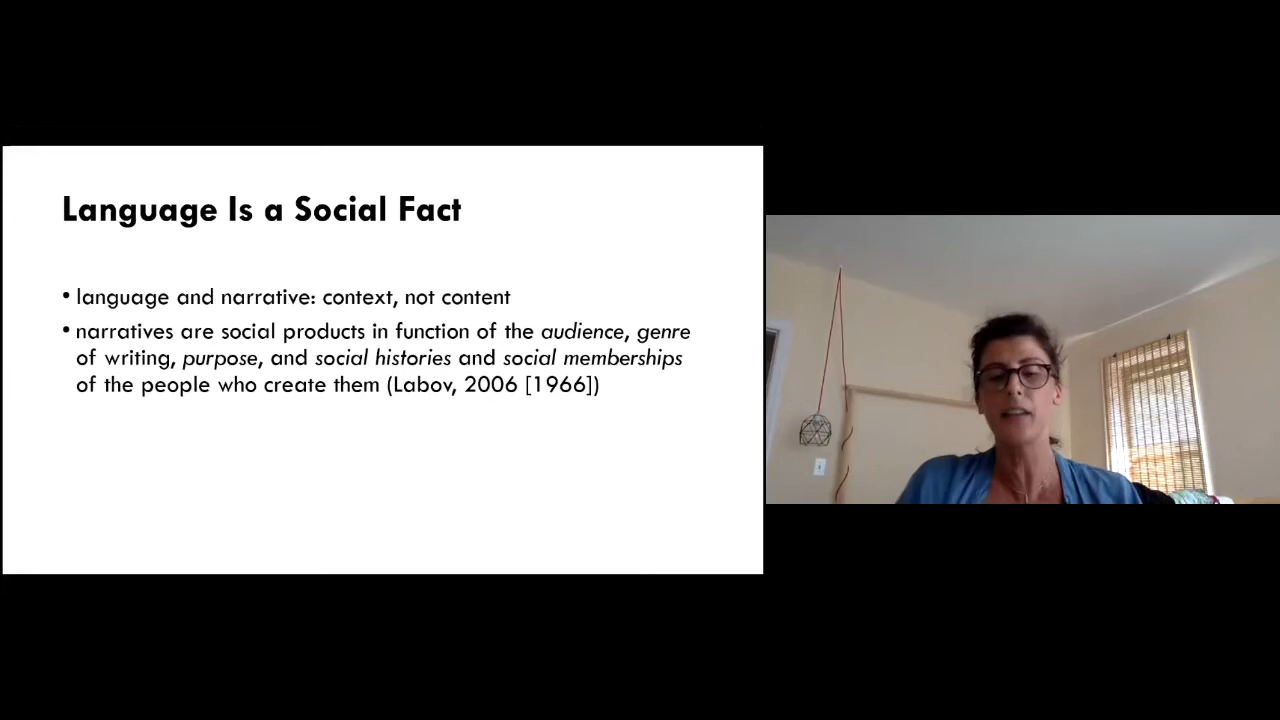 Language Is a Social Fact
• language and narrative: context, not content
• narratives are social products in function of the audience, genre
of writing, purpose, and social histories and social memberships
of the people who create them (Labov, 2006 [1966])